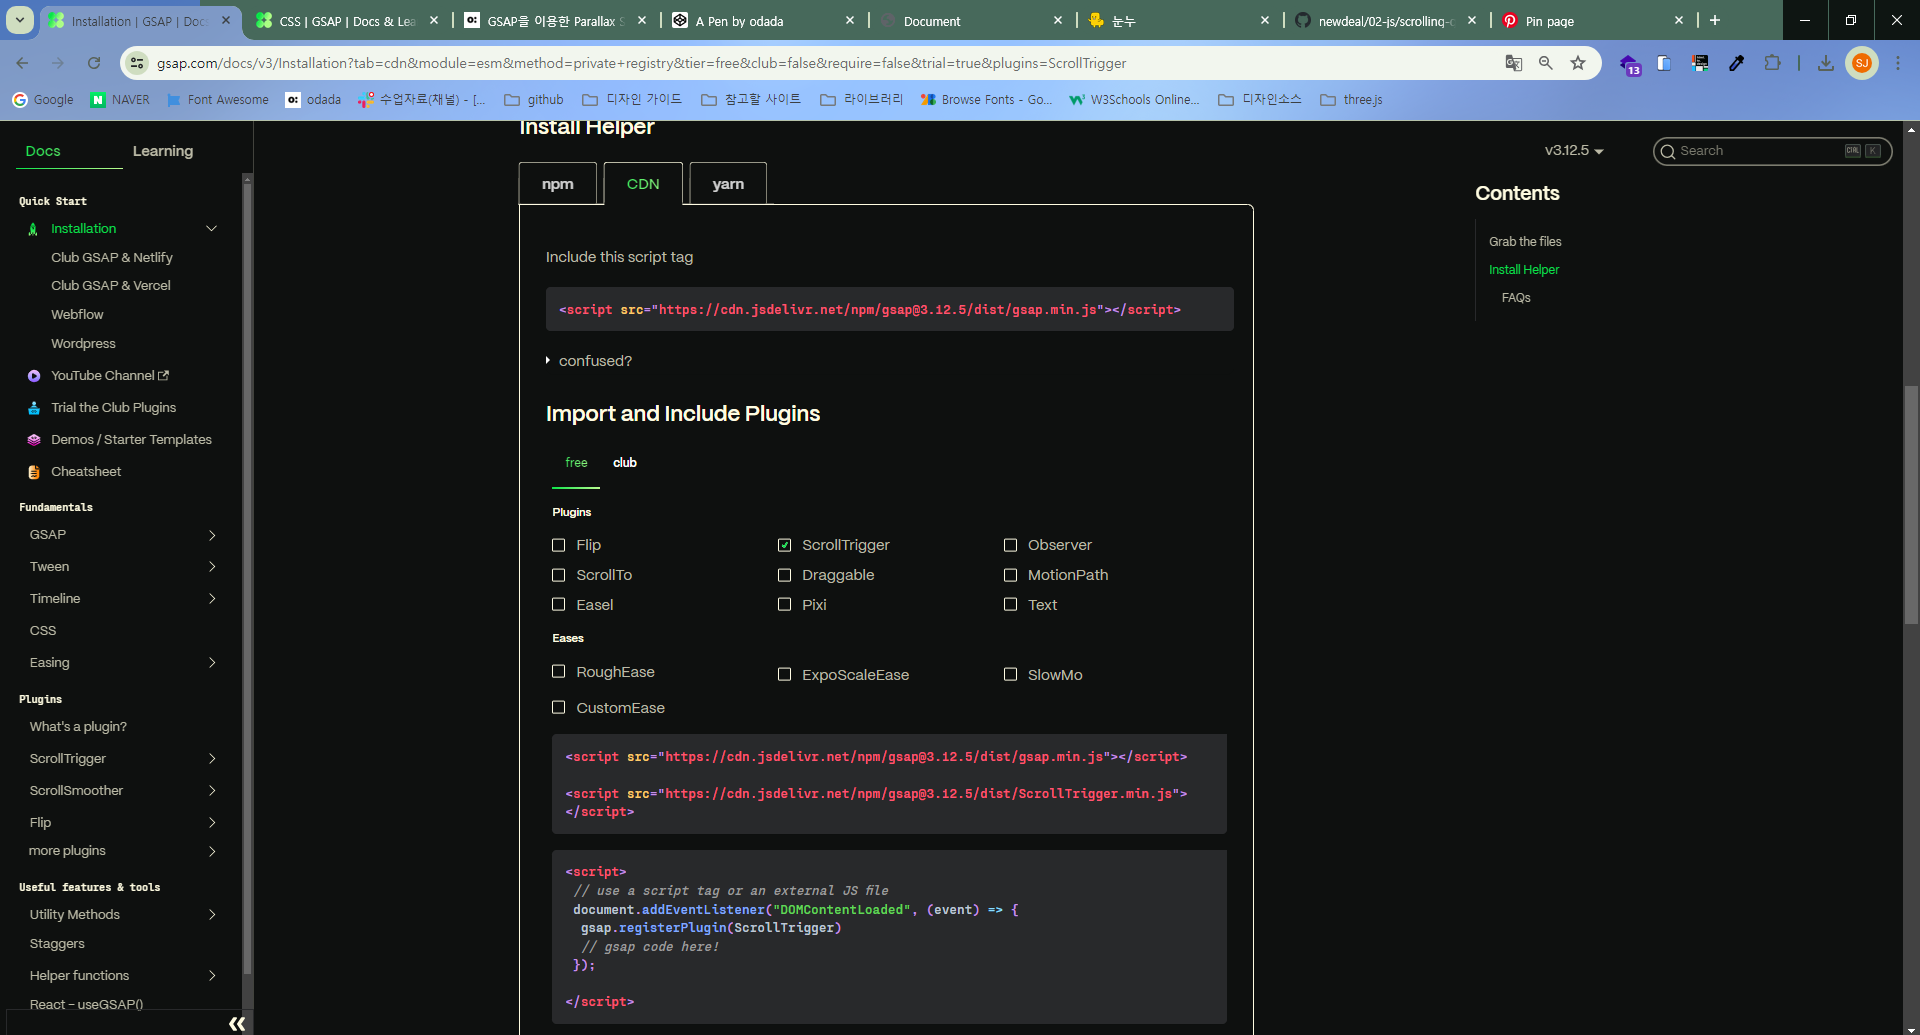 Installation | GSAP | Doc
CSS | GSAP | Docs & Lea
GSAP을 이용한 Parallax S
A Pen by odada
Document
눈누
newdeal/02-js/scrolling-c
Pin page
gsap.com/docs/v3/Installation?tab=cdn&module=esm&method=private+registry&tier=free&club=false&require=false&trial=true&plugins=ScrollTrigger
13
SJ
Google
NAVER
Font Awesome
odada
수업자료(채널) - [...
github
디자인 가이드
참고할 사이트
라이브러리
Browse Fonts - Go...
W3Schools Online...
디자인소스
three.js
Docs
Learning
Quick Start
Installation
Club GSAP & Netlify
Club GSAP & Vercel
Webflow
Wordpress
YouTube Channel
Trial the Club Plugins
Demos / Starter Templates
Cheatsheet
Fundamentals
GSAP
Tween
Timeline
CSS
Easing
Plugins
What's a plugin?
ScrollTrigger
ScrollSmoother
Flip
more plugins
Useful features & tools
Utility Methods
Staggers
Helper functions
React - useGSAP()
Install Helper
npm
CDN
yarn
Include this script tag
<script src="https://cdn.jsdelivr.net/npm/gsap@3.12.5/dist/gsap.min.js"></script>
confused?
Import and Include Plugins
free
club
Plugins
Flip
ScrollTrigger
Observer
ScrollTo
Draggable
MotionPath
Easel
Pixi
Text
Eases
RoughEase
ExpoScaleEase
SlowMo
CustomEase
<script src="https://cdn.jsdelivr.net/npm/gsap@3.12.5/dist/gsap.min.js"></script>
<script src="https://cdn.jsdelivr.net/npm/gsap@3.12.5/dist/ScrollTrigger.min.js">
</script>
<script>
// use a script tag or an external JS file
document.addEventListener("DOMContentLoaded", (event) => {
gsap.registerPlugin(ScrollTrigger)
// gsap code here!
});
</script>
v3.12.5
Search
CTRL K
Contents
Grab the files
Install Helper
FAQs